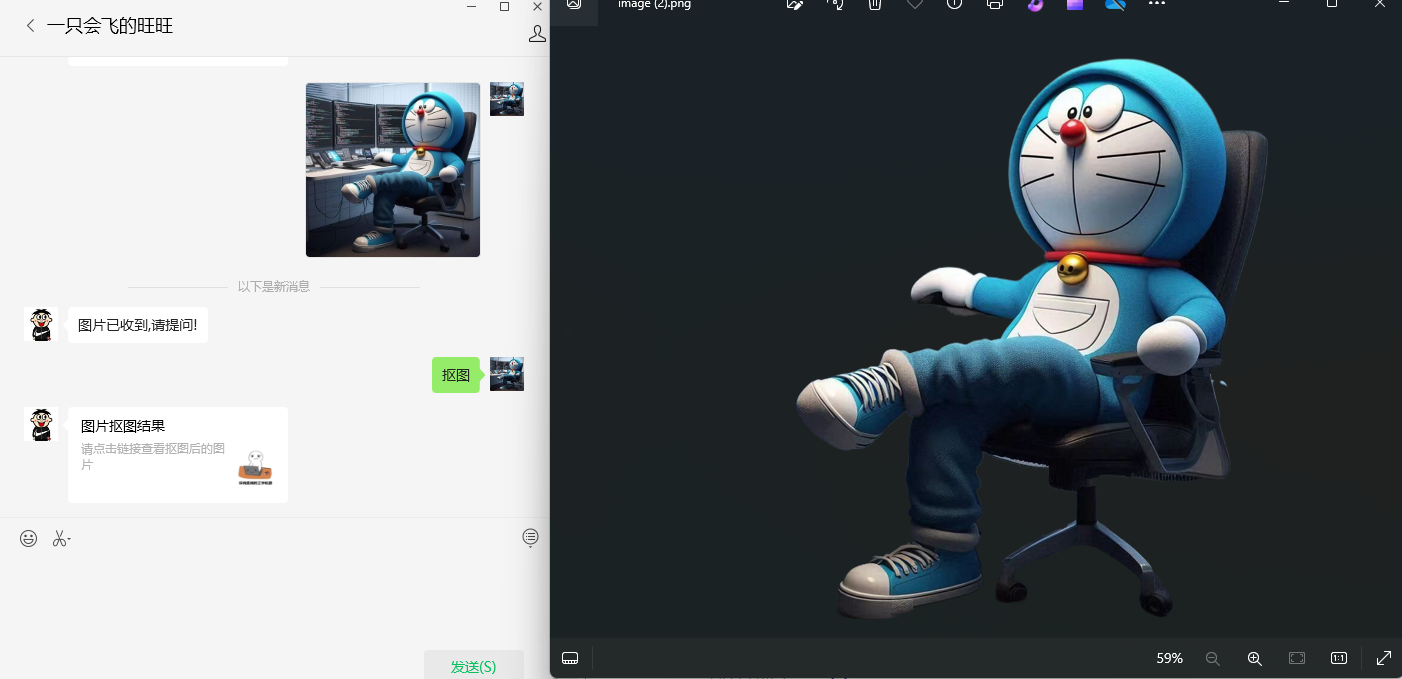 一只会飞的旺旺
以下是新消息
图片已收到,请提问!
抠图
图片抠图结果
请点击链接查看抠图后的图
片
发送(S)
image (2).png
59%
1:1